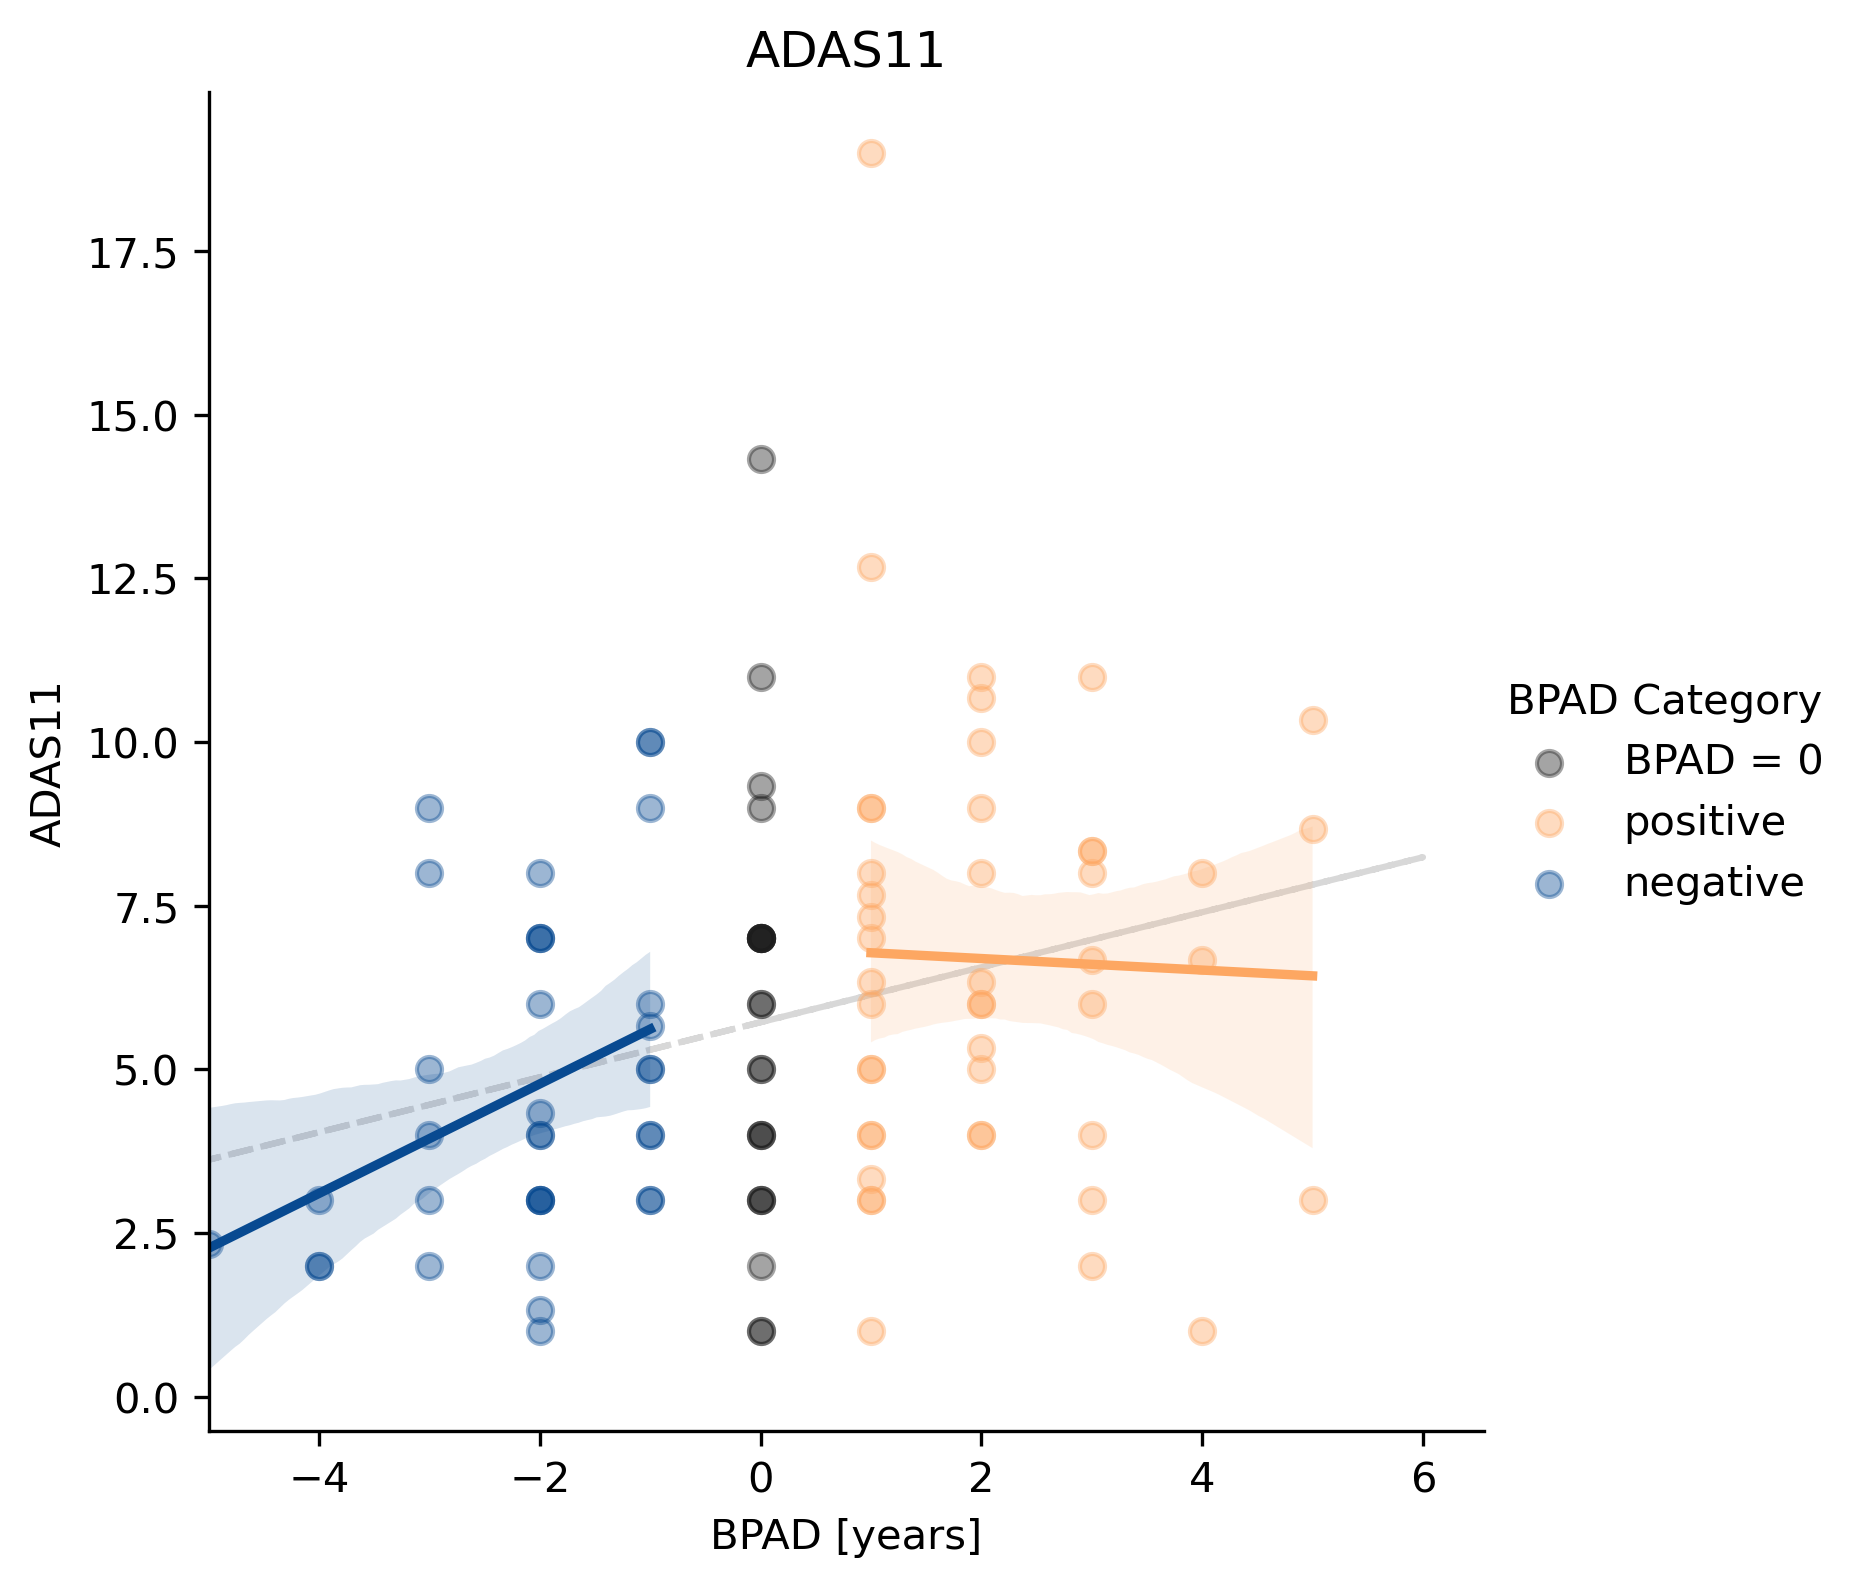 ADAS11
17.5
15.0
12.5
10.0
7.5
5.0
2.5
0.0
ADAS11
−4
−2
0
2
4
6
BPAD [years]
BPAD Category
BPAD = 0
positive
negative